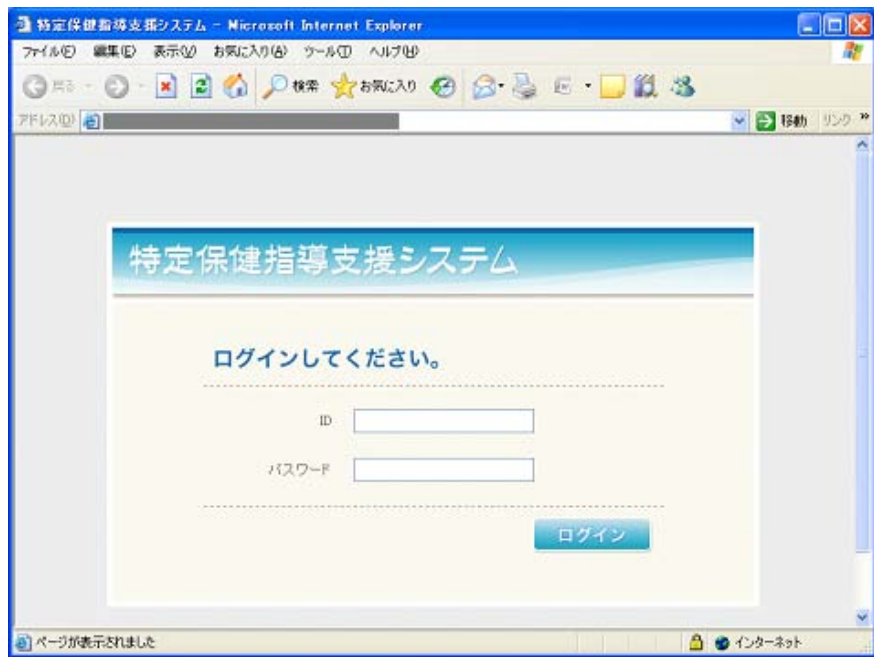 特定保健指導支援システム - Microsoft Internet Explorer
ファイル(F) 編集(E) 表示(V) お気に入り(A) ツール(T) ヘルプ(H)
戻る 検索 お気に入り
アドレス(D) 移動 リンク »
特定保健指導支援システム
ログインしてください。
ID
パスワード
ログイン
ページが表示されました インターネット